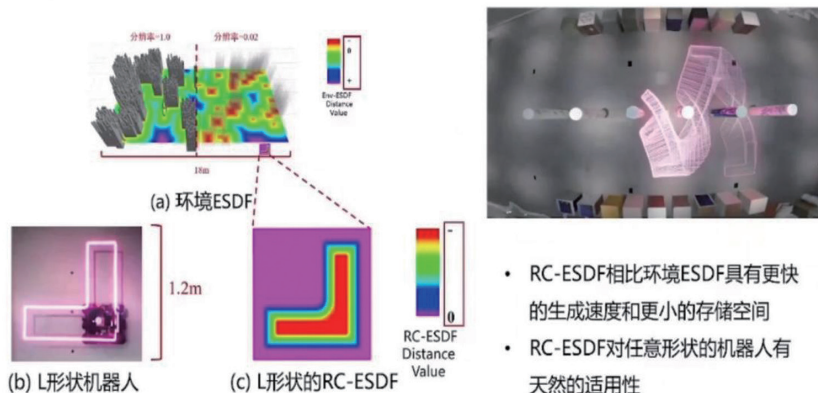 分辨率=1.0
分辨率=0.02
-
0
+
Env-ESDF
Distance
Value
18m
(a) 环境ESDF
1.2m
-
0
RC-ESDF
Distance
Value
(b) L形状机器人
(c) L形状的RC-ESDF
• RC-ESDF相比环境ESDF具有更快
的生成速度和更小的存储空间
• RC-ESDF对任意形状的机器人有
天然的适用性